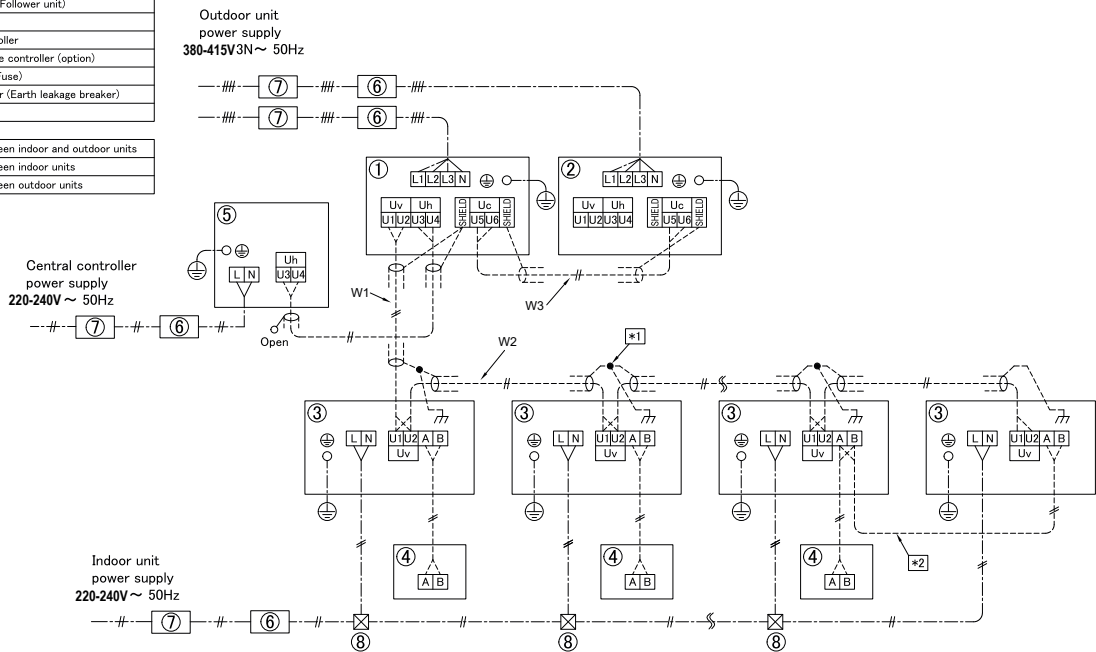 Follower unit)
e controller (option)
r (Earth leakage breaker)
een indoor and outdoor units
een indoor units
een outdoor units
Outdoor unit
power supply
380-415V 3N～ 50Hz
⑦ ⑥
⑦ ⑥
①
L1 L2 L3 N
Uv Uh
U1 U2 U3 U4
SHIELD
Uc
U5 U6
SHIELD
②
L1 L2 L3 N
Uv Uh
U1 U2 U3 U4
SHIELD
Uc
U5 U6
SHIELD
⑤
Uh
L N
U3 U4
Central controller
power supply
220-240V～ 50Hz
⑦ ⑥
Open
W1
W3
W2
*1
③
L N
U1 U2 A B
Uv
③
L N
U1 U2 A B
Uv
③
L N
U1 U2 A B
Uv
③
L N
U1 U2 A B
Uv
④
A B
④
A B
④
A B
*2
Indoor unit
power supply
220-240V～ 50Hz
⑦ ⑥
⑧ ⑧ ⑧